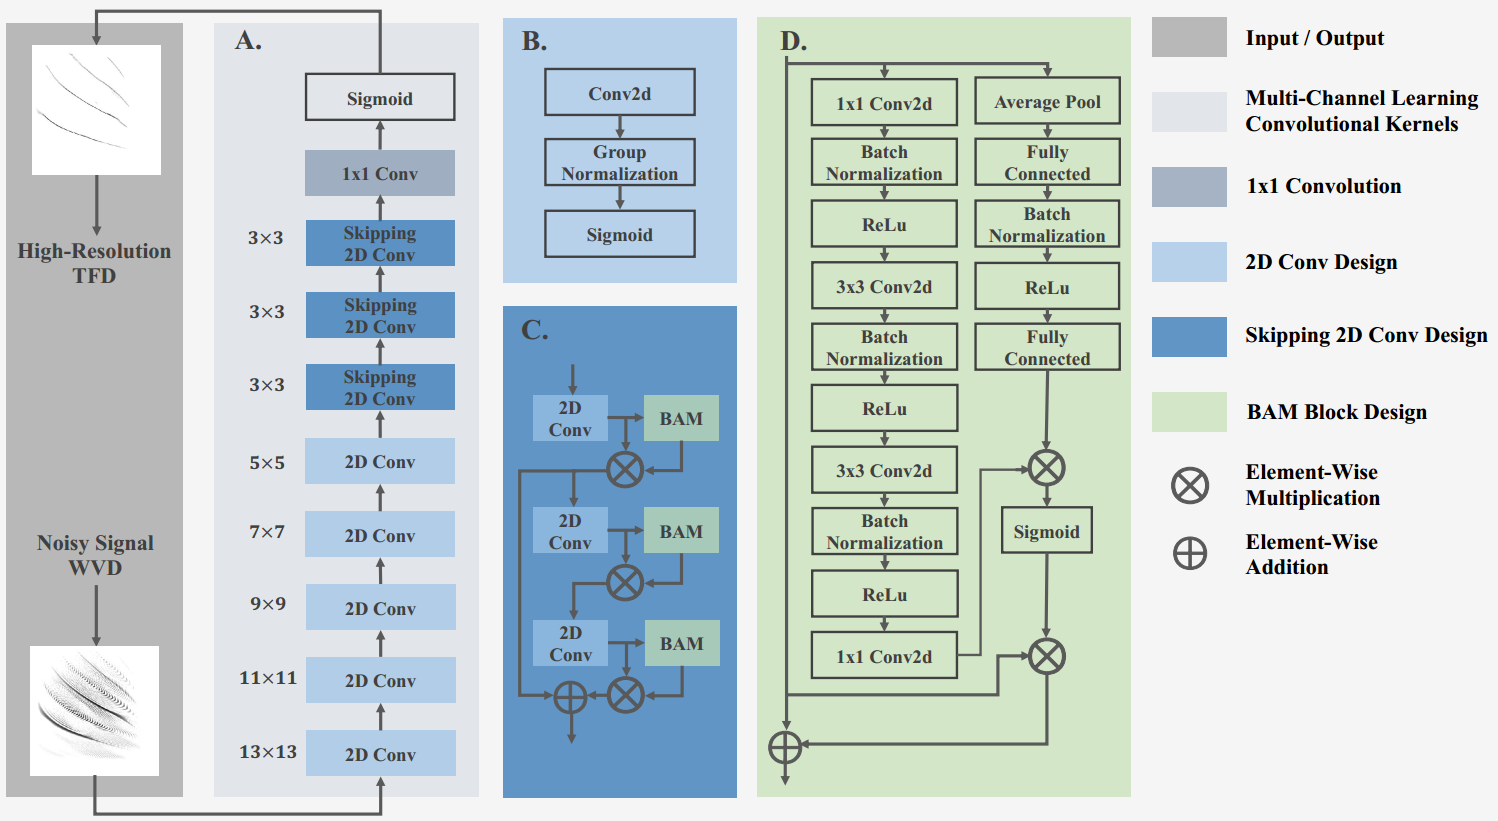 High-Resolution
TFD
Noisy Signal
WVD
A.
Sigmoid
1x1 Conv
3×3
Skipping
2D Conv
3×3
Skipping
2D Conv
3×3
Skipping
2D Conv
5×5
2D Conv
7×7
2D Conv
9×9
2D Conv
11×11
2D Conv
13×13
2D Conv
B.
Conv2d
Group
Normalization
Sigmoid
C.
2D
Conv
BAM
2D
Conv
BAM
2D
Conv
BAM
D.
1x1 Conv2d
Batch
Normalization
ReLu
3x3 Conv2d
Batch
Normalization
ReLu
3x3 Conv2d
Batch
Normalization
ReLu
1x1 Conv2d
Average Pool
Fully
Connected
Batch
Normalization
ReLu
Fully
Connected
Sigmoid
Input / Output
Multi-Channel Learning
Convolutional Kernels
1x1 Convolution
2D Conv Design
Skipping 2D Conv Design
BAM Block Design
Element-Wise
Multiplication
Element-Wise
Addition